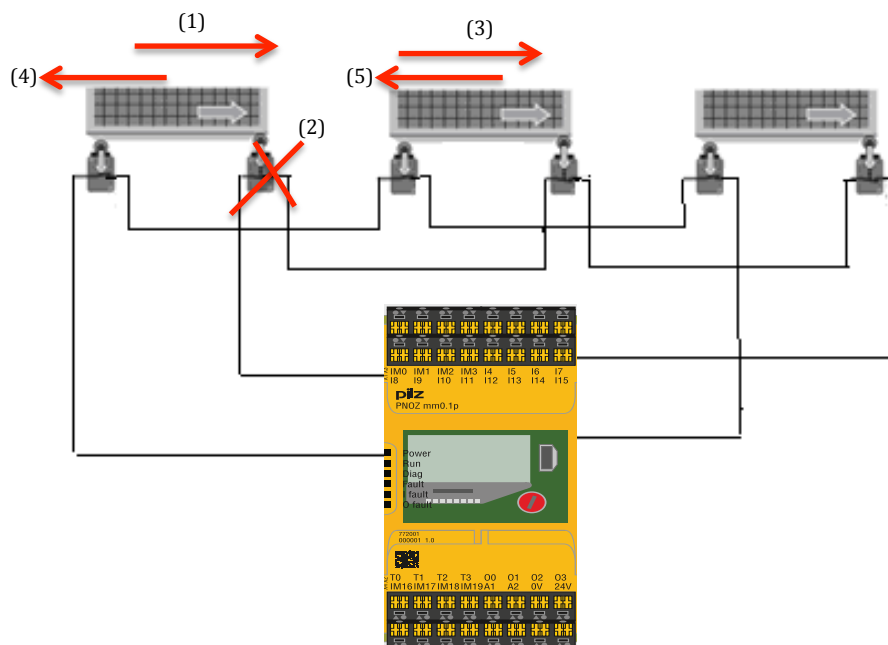 (1)
(3)
(4)
(5)
(2)
IM0 IM1 IM2 IM3 I4 I5 I6 I7
I8 I9 I10 I11 I12 I13 I14 I15
pilz
PNOZ mm0.1p
Power
Run
Diag
Fault
I fault
O fault
772001
000001 1.0
T0 T1 T2 T3 O0 O1 O2 O3
IM16 IM17 IM18 IM19 A1 A2 0V 24V